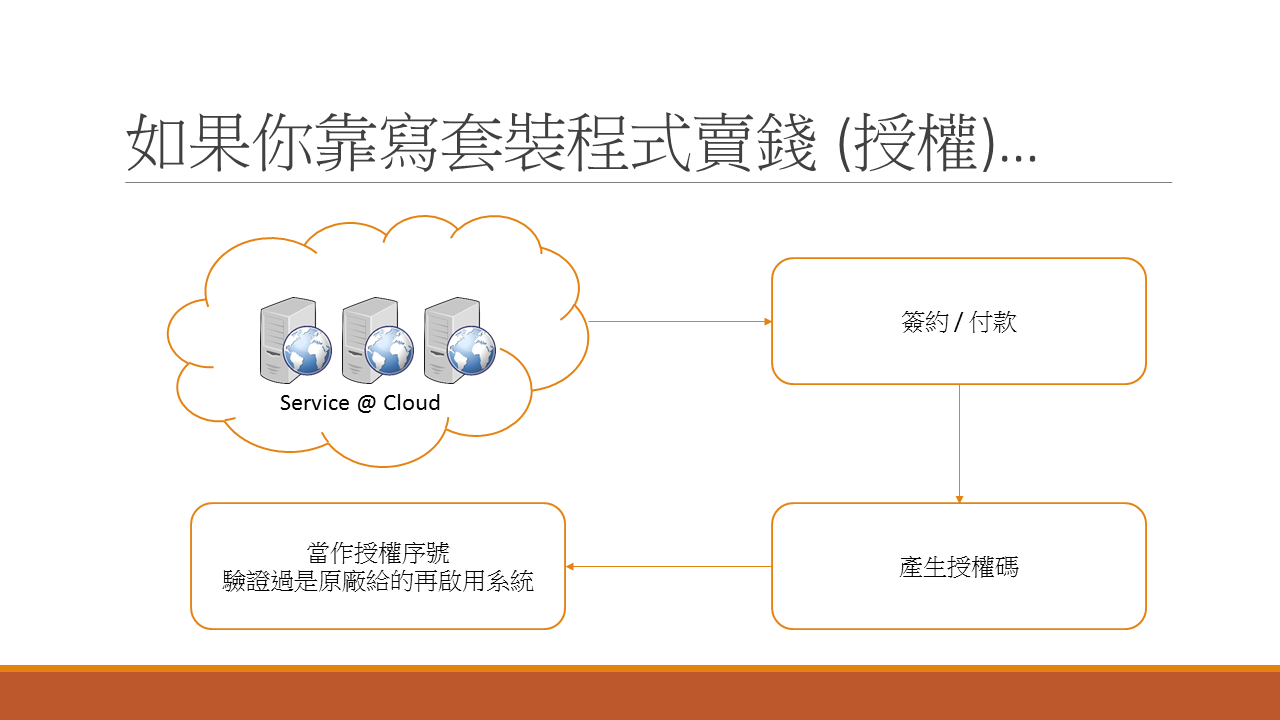 如果你靠寫套裝程式賣錢 (授權)…
Service @ Cloud
簽約 / 付款
產生授權碼
當作授權序號
驗證過是原廠給的再啟用系統